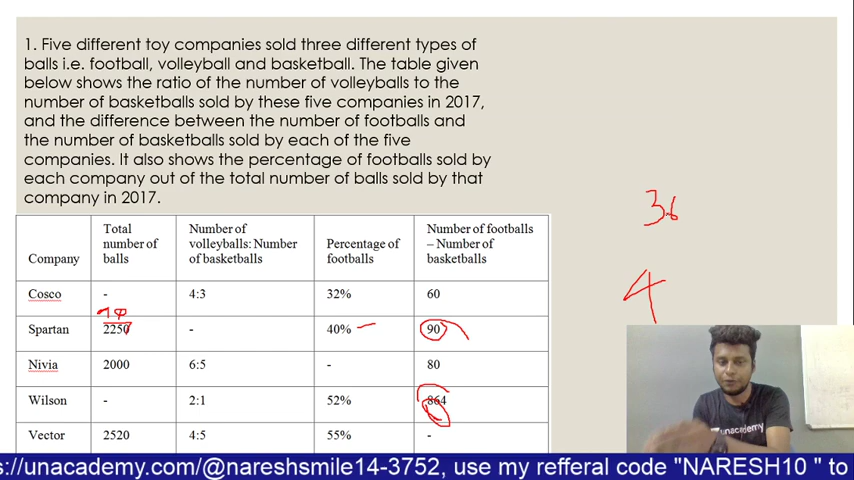 1. Five different toy companies sold three different types of
balls i.e. football, volleyball and basketball. The table given
below shows the ratio of the number of volleyballs to the
number of basketballs sold by these five companies in 2017,
and the difference between the number of footballs and
the number of basketballs sold by each of the five
companies. It also shows the percentage of footballs sold by
each company out of the total number of balls sold by that
company in 2017.
Company
Total
number of
balls
Number of
volleyballs: Number
of basketballs
Percentage of
footballs
Number of footballs
– Number of
basketballs
Cosco - 4:3 32% 60
Spartan 2250 - 40% 90
Nivia 2000 6:5 - 80
Wilson - 2:1 52% 864
Vector 2520 4:5 55% -
36
4
unacademy
s://unacademy.com/@nareshsmile14-3752, use my refferal code "NARESH10 " to